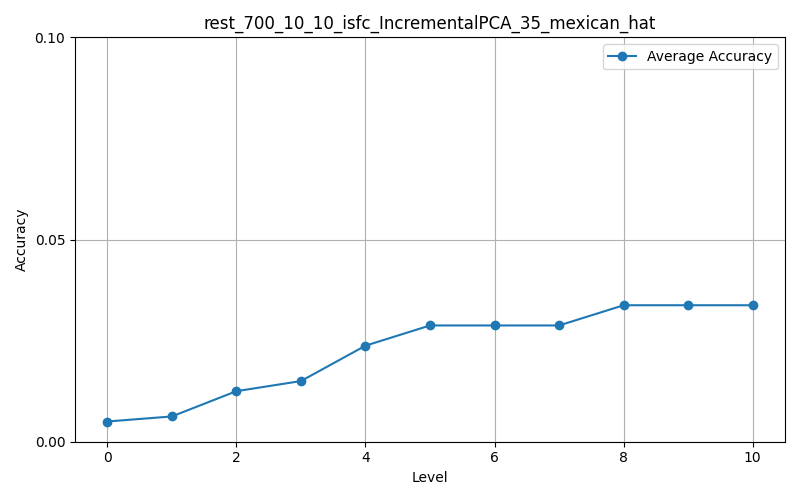 rest_700_10_10_isfc_IncrementalPCA_35_mexican_hat
Average Accuracy
0.10
0.05
0.00
Accuracy
0 2 4 6 8 10
Level